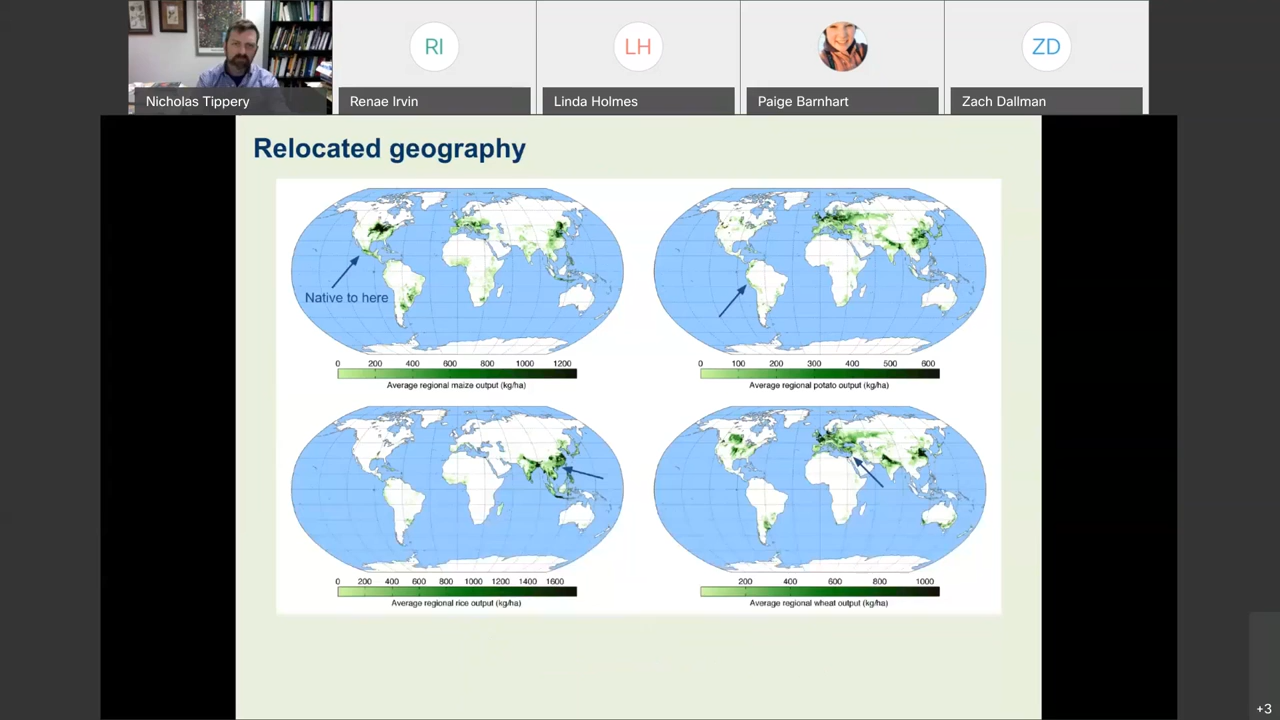 RI
LH
ZD
Nicholas Tippery
Renae Irvin
Linda Holmes
Paige Barnhart
Zach Dallman
Relocated geography
Native to here
0 200 400 600 800 1000 1200
Average regional maize output (kg/ha)
0 100 200 300 400 500 600
Average regional potato output (kg/ha)
0 200 400 600 800 1000 1200 1400 1600
Average regional rice output (kg/ha)
200 400 600 800 1000
Average regional wheat output (kg/ha)
+3